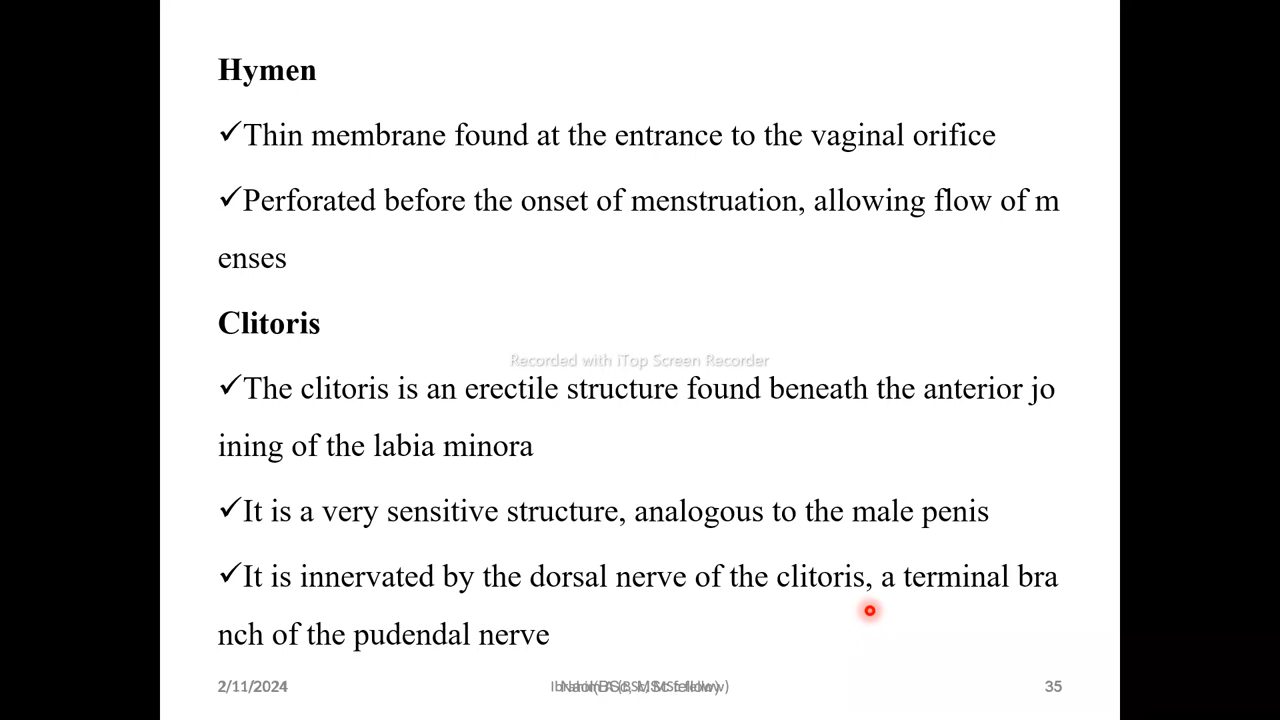 Hymen
✓Thin membrane found at the entrance to the vaginal orifice
✓Perforated before the onset of menstruation, allowing flow of m
enses
Clitoris
Recorded with iTop Screen Recorder
✓The clitoris is an erectile structure found beneath the anterior jo
ining of the labia minora
✓It is a very sensitive structure, analogous to the male penis
✓It is innervated by the dorsal nerve of the clitoris, a terminal bra
nch of the pudendal nerve
2/11/2024
35